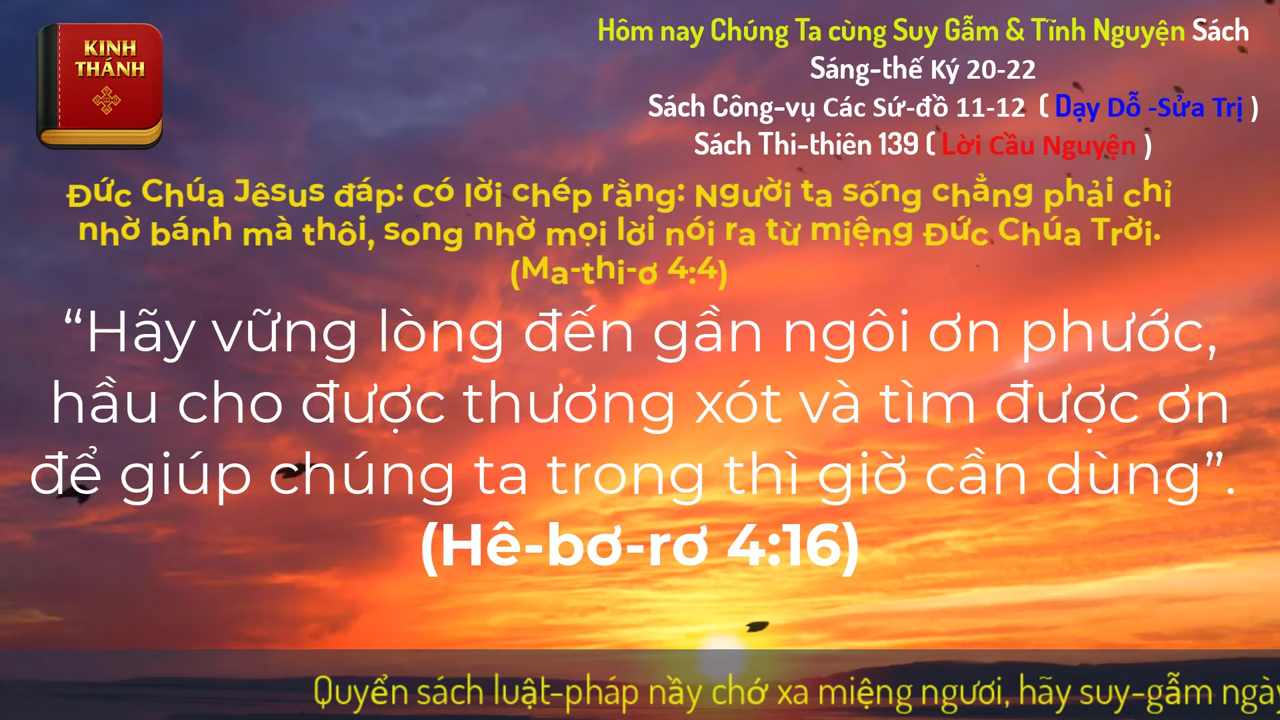 KINH
THÁNH
Hôm nay Chúng Ta cùng Suy Gẫm & Tĩnh Nguyện Sách
Sáng-thế Ký 20-22
Sách Công-vụ Các Sứ-đồ 11-12 ( Dạy Dỗ -Sửa Trị )
Sách Thi-thiên 139 ( Lời Cầu Nguyện )
Đức Chúa Jêsus đáp: Có lời chép rằng: Người ta sống chẳng phải chỉ
nhờ bánh mà thôi, song nhờ mọi lời nói ra từ miệng Đức Chúa Trời.
(Ma-thi-ơ 4:4)
“Hãy vững lòng đến gần ngôi ơn phước,
hầu cho được thương xót và tìm được ơn
để giúp chúng ta trong thì giờ cần dùng”.
(Hê-bơ-rơ 4:16)
Quyển sách luật-pháp nầy chớ xa miệng ngươi, hãy suy-gẫm ngày